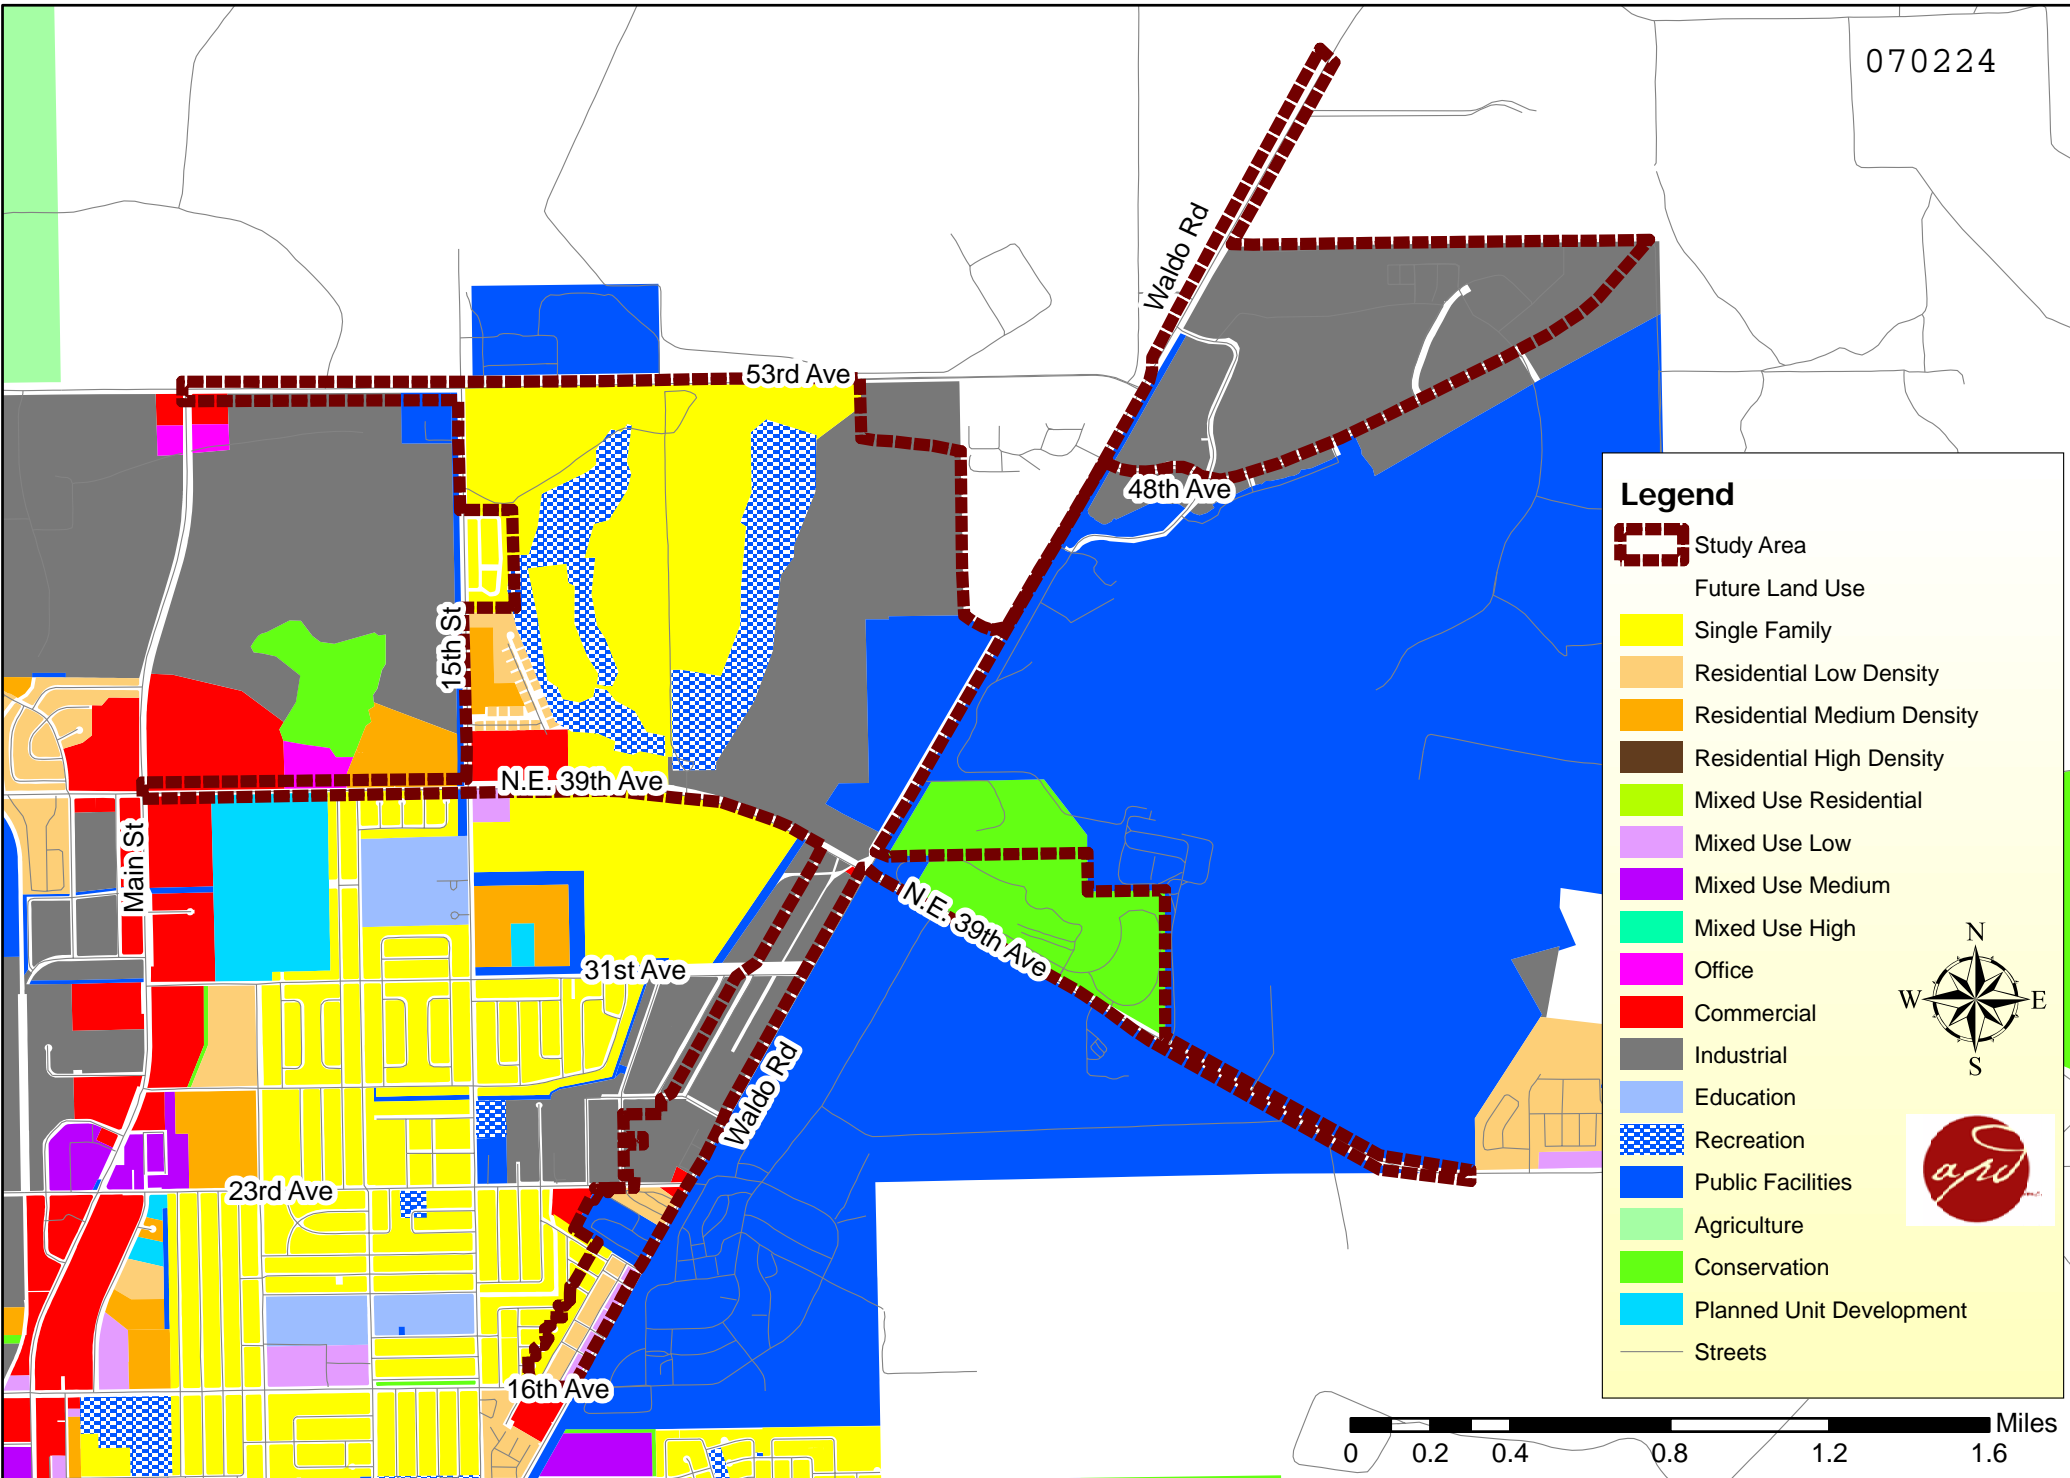 070224
Waldo Rd
53rd Ave
48th Ave
15th St
N.E. 39th Ave
Main St
N.E. 39th Ave
31st Ave
Waldo Rd
23rd Ave
16th Ave
Legend
Study Area
Future Land Use
Single Family
Residential Low Density
Residential Medium Density
Residential High Density
Mixed Use Residential
Mixed Use Low
Mixed Use Medium
Mixed Use High
Office
Commercial
Industrial
Education
Recreation
Public Facilities
Agriculture
Conservation
Planned Unit Development
Streets
N
W E
S
apd
Miles
0 0.2 0.4 0.8 1.2 1.6